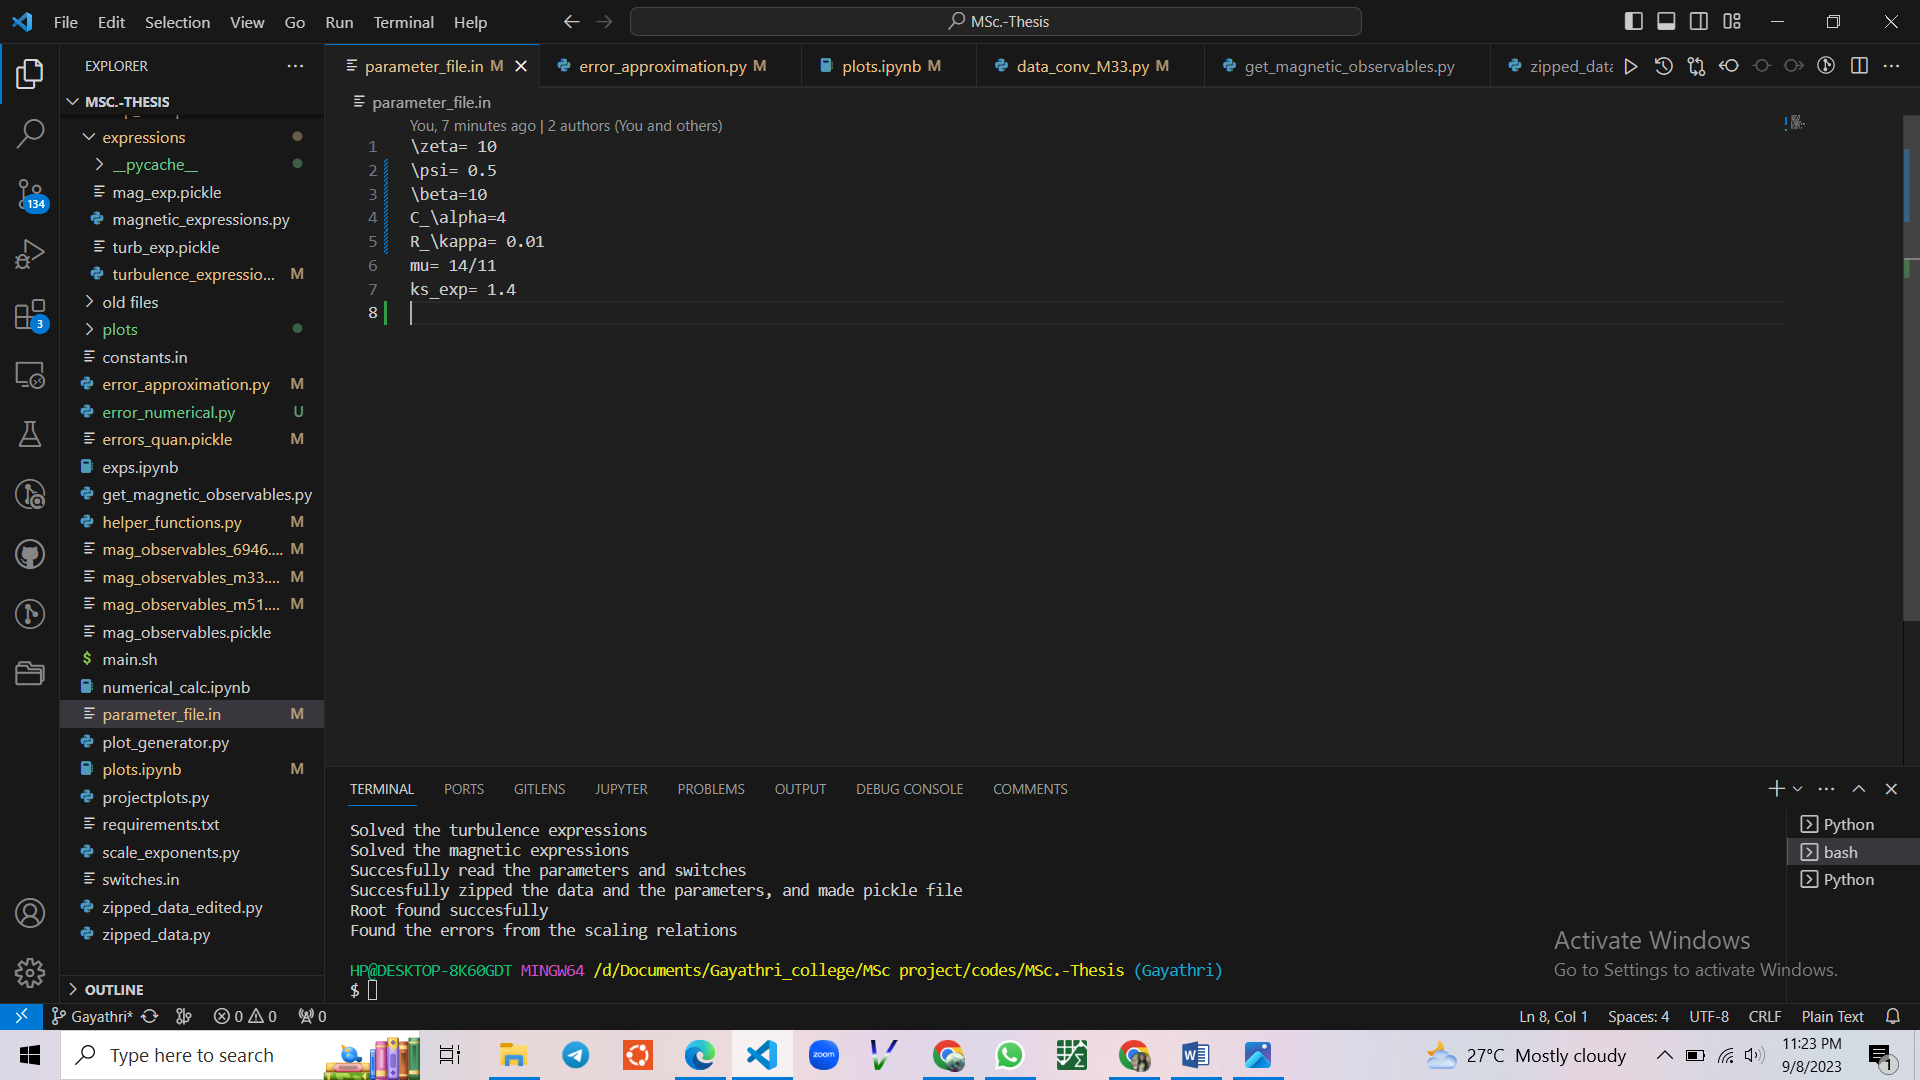 File Edit Selection View Go Run Terminal Help
MSc.-Thesis
EXPLORER
MSC.-THESIS
expressions
__pycache__
mag_exp.pickle
magnetic_expressions.py
turb_exp.pickle
turbulence_expressio... M
old files
plots
constants.in
error_approximation.py M
error_numerical.py U
errors_quan.pickle M
exps.ipynb
get_magnetic_observables.py
helper_functions.py M
mag_observables_6946.... M
mag_observables_m33.... M
mag_observables_m51.... M
mag_observables.pickle
main.sh
numerical_calc.ipynb
parameter_file.in M
plot_generator.py
plots.ipynb M
projectplots.py
requirements.txt
scale_exponents.py
switches.in
zipped_data_edited.py
zipped_data.py
OUTLINE
134
3
parameter_file.in M
error_approximation.py M
plots.ipynb M
data_conv_M33.py M
get_magnetic_observables.py
zipped_data
parameter_file.in
You, 7 minutes ago | 2 authors (You and others)
1 \zeta= 10
2 \psi= 0.5
3 \beta=10
4 C_\alpha=4
5 R_\kappa= 0.01
6 mu= 14/11
7 ks_exp= 1.4
8
TERMINAL PORTS GITLENS JUPYTER PROBLEMS OUTPUT DEBUG CONSOLE COMMENTS
Solved the turbulence expressions
Solved the magnetic expressions
Succesfully read the parameters and switches
Succesfully zipped the data and the parameters, and made pickle file
Root found succesfully
Found the errors from the scaling relations
HP@DESKTOP-8K60GDT MINGW64 /d/Documents/Gayathri_college/MSc project/codes/MSc.-Thesis (Gayathri)
$
Python
bash
Python
Activate Windows
Go to Settings to activate Windows.
Gayathri* 0 0 0
Ln 8, Col 1 Spaces: 4 UTF-8 CRLF Plain Text
Type here to search
zoom
27°C Mostly cloudy
11:23 PM
9/8/2023
1